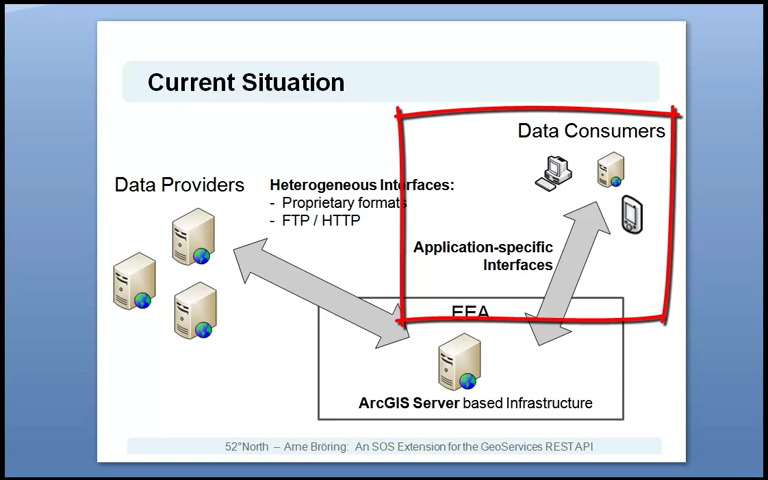 Current Situation
Data Consumers
Data Providers
Heterogeneous Interfaces:
- Proprietary formats
- FTP / HTTP
Application-specific
Interfaces
EEA
ArcGIS Server based Infrastructure
52°North – Arne Bröring: An SOS Extension for the GeoServices REST API